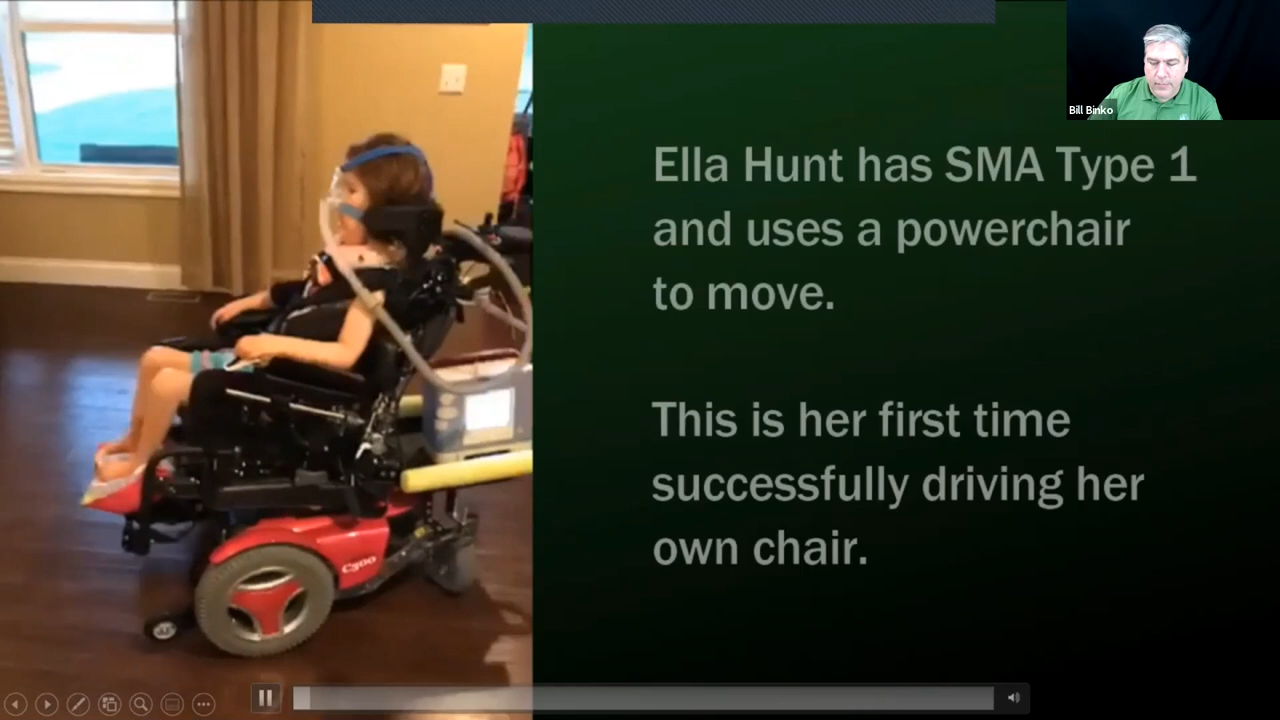 Bill Binko
Ella Hunt has SMA Type 1
and uses a powerchair
to move.
This is her first time
successfully driving her
own chair.
C300